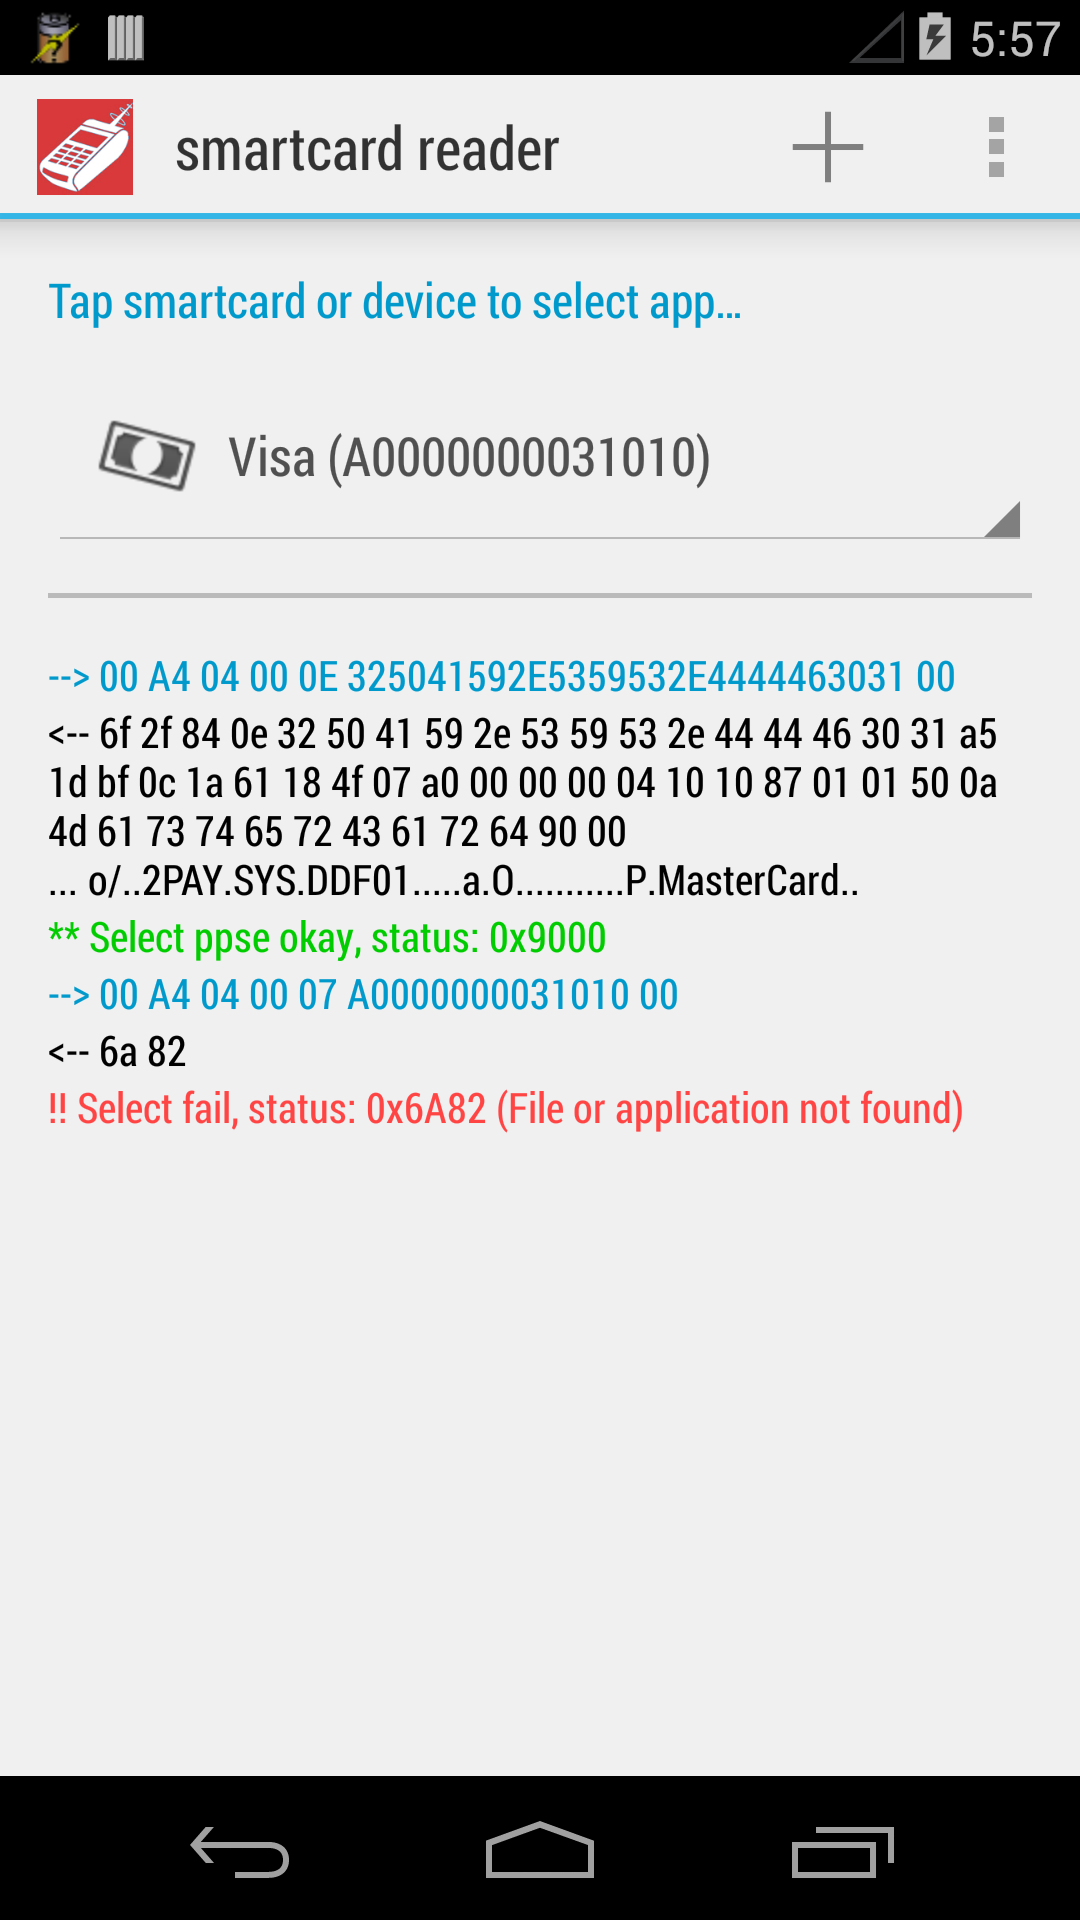 5:57
smartcard reader
Tap smartcard or device to select app...
Visa (A0000000031010)
--> 00 A4 04 00 0E 325041592E5359532E4444463031 00
<-- 6f 2f 84 0e 32 50 41 59 2e 53 59 53 2e 44 44 46 30 31 a5
1d bf 0c 1a 61 18 4f 07 a0 00 00 00 04 10 10 87 01 01 50 0a
4d 61 73 74 65 72 43 61 72 64 90 00
... o/..2PAY.SYS.DDF01.....a.O...........P.MasterCard..
** Select ppse okay, status: 0x9000
--> 00 A4 04 00 07 A0000000031010 00
<-- 6a 82
!! Select fail, status: 0x6A82 (File or application not found)